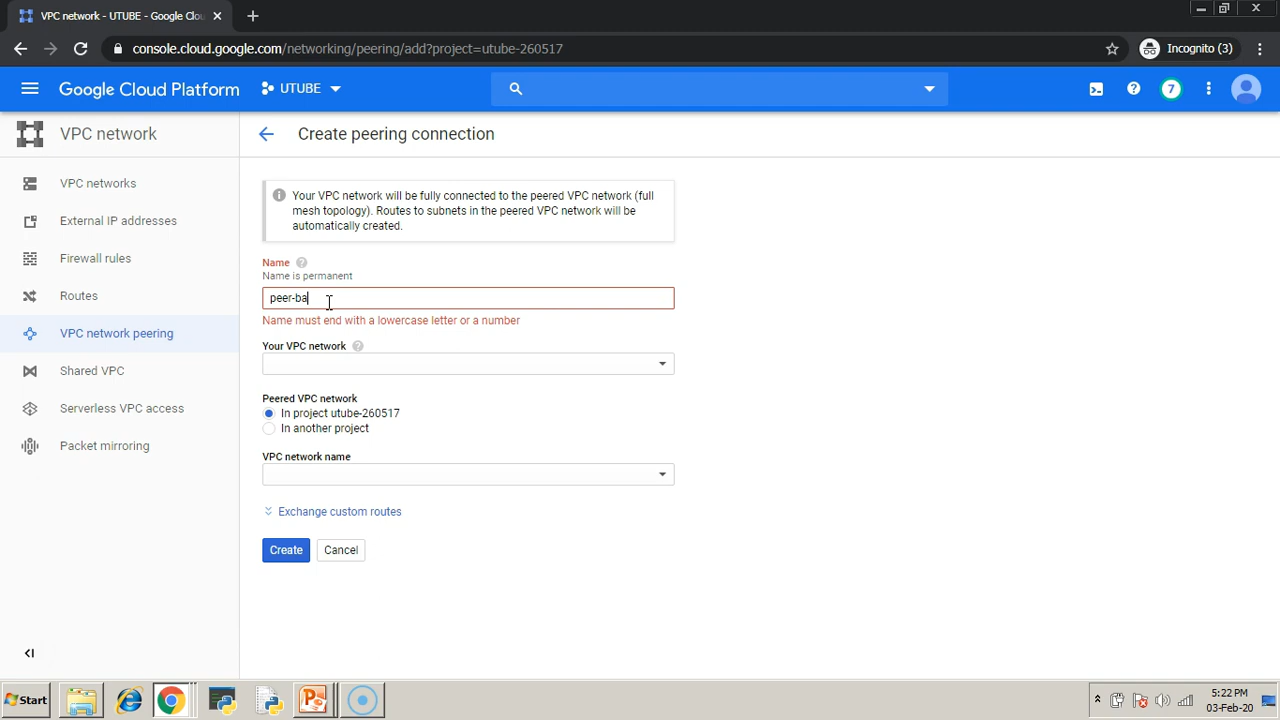 VPC network - UTUBE - Google Clou
console.cloud.google.com/networking/peering/add?project=utube-260517
Incognito (3)
Google Cloud Platform
UTUBE
7
VPC network
Create peering connection
VPC networks
External IP addresses
Firewall rules
Routes
VPC network peering
Shared VPC
Serverless VPC access
Packet mirroring
Your VPC network will be fully connected to the peered VPC network (full
mesh topology). Routes to subnets in the peered VPC network will be
automatically created.
Name
Name is permanent
peer-ba
Name must end with a lowercase letter or a number
Your VPC network
Peered VPC network
In project utube-260517
In another project
VPC network name
Exchange custom routes
Create
Cancel
Start
5:22 PM
03-Feb-20